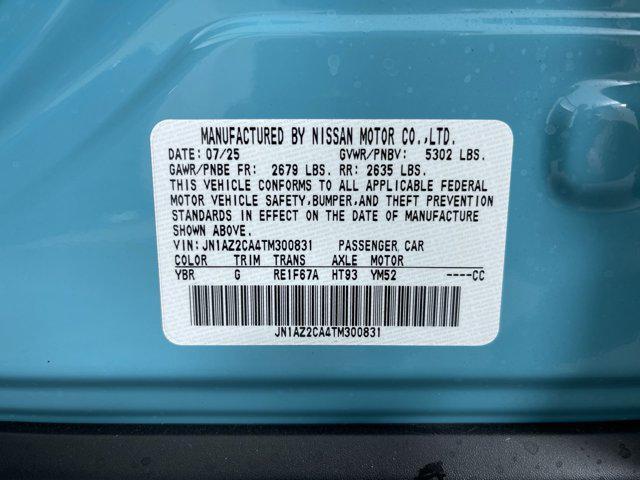 MANUFACTURED BY NISSAN MOTOR CO.,LTD.
DATE: 07/25 GVWR/PNBV: 5302 LBS.
GAWR/PNBE FR: 2679 LBS. RR: 2635 LBS.
THIS VEHICLE CONFORMS TO ALL APPLICABLE FEDERAL
MOTOR VEHICLE SAFETY,BUMPER,AND THEFT PREVENTION
STANDARDS IN EFFECT ON THE DATE OF MANUFACTURE
SHOWN ABOVE.
VIN:JN1AZ2CA4TM300831 PASSENGER CAR
COLOR TRIM TRANS AXLE MOTOR
YBR G RE1F67A HT93 YM52 ----CC
JN1AZ2CA4TM300831